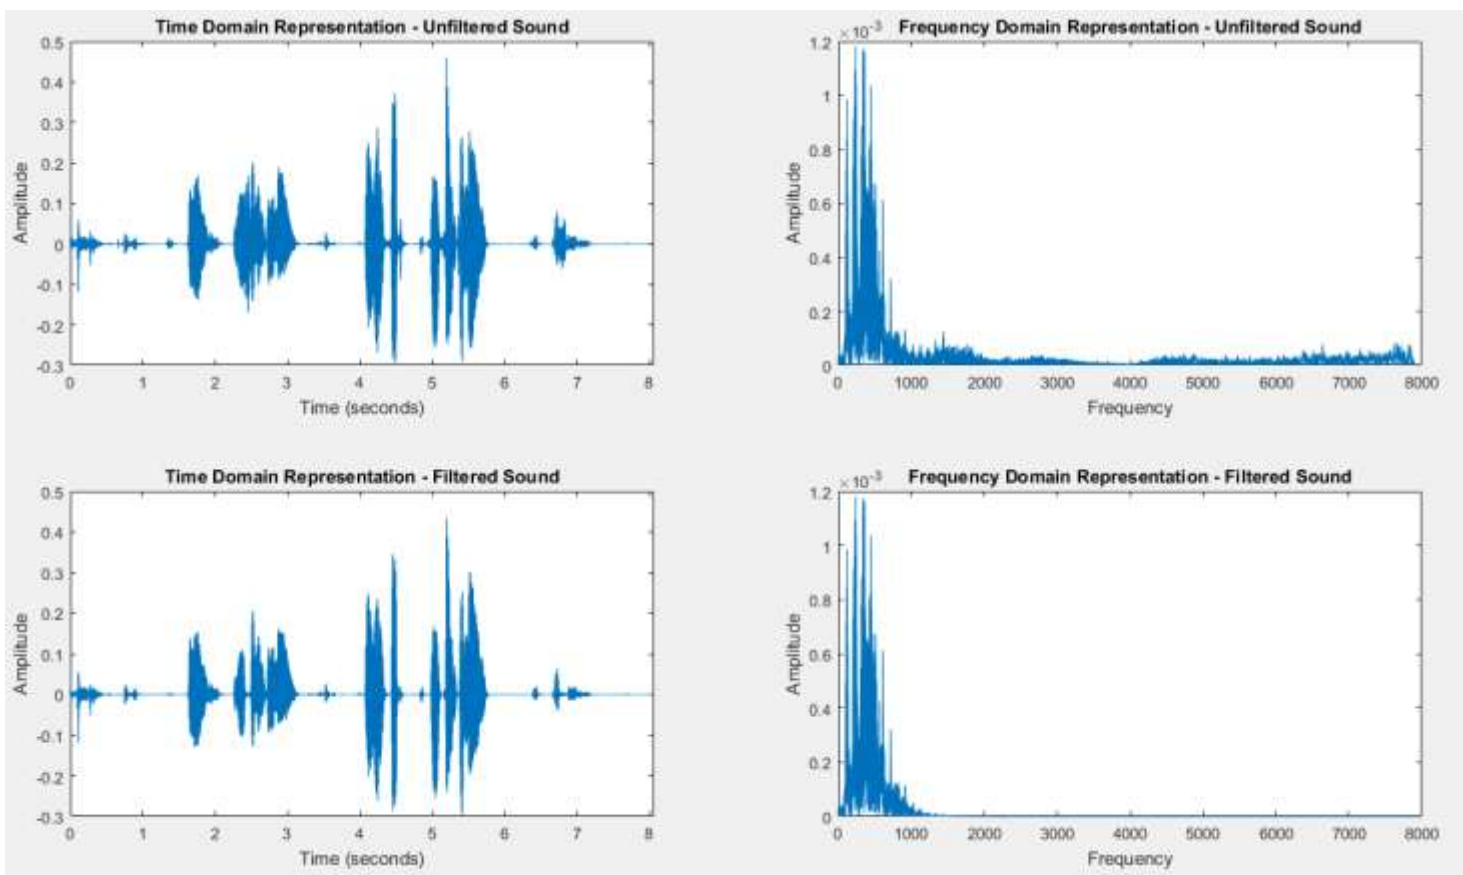 Time Domain Representation - Unfiltered Sound
0.5
0.4
0.3
0.2
0.1
0
-0.1
-0.2
-0.3
Amplitude
0 1 2 3 4 5 6 7 8
Time (seconds)
Frequency Domain Representation - Unfiltered Sound
×10⁻³
1.2
1
0.8
0.6
0.4
0.2
0
Amplitude
0 1000 2000 3000 4000 5000 6000 7000 8000
Frequency
Time Domain Representation - Filtered Sound
0.5
0.4
0.3
0.2
0.1
0
-0.1
-0.2
-0.3
Amplitude
0 1 2 3 4 5 6 7 8
Time (seconds)
Frequency Domain Representation - Filtered Sound
×10⁻³
1.2
1
0.8
0.6
0.4
0.2
0
Amplitude
0 1000 2000 3000 4000 5000 6000 7000 8000
Frequency